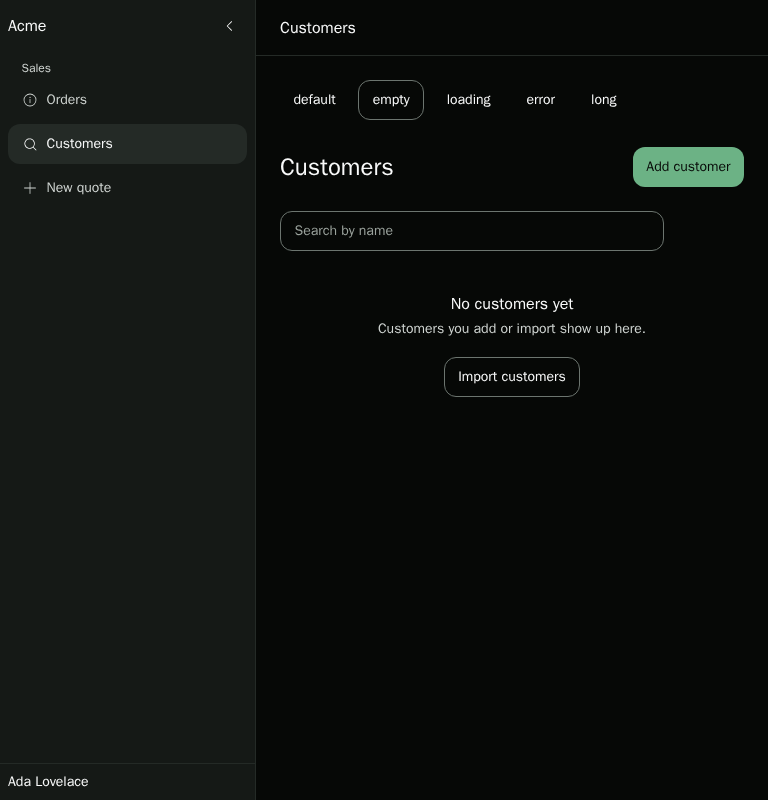 Acme
Sales
Orders
Customers
New quote
Ada Lovelace
Customers
default empty loading error long
Customers
Add customer
Search by name
No customers yet
Customers you add or import show up here.
Import customers